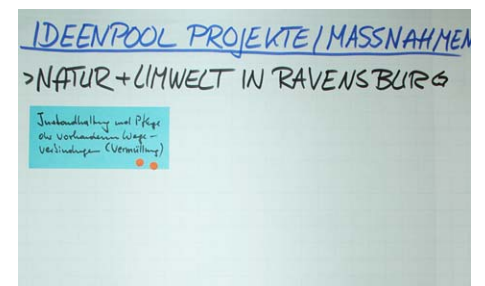 IDEENPOOL PROJEKTE/MASSNAHMEN
>NATUR + UMWELT IN RAVENSBURG
Instandhaltung und Pflege
der vorhandenen Wege-
verbindungen (Vermüllung)